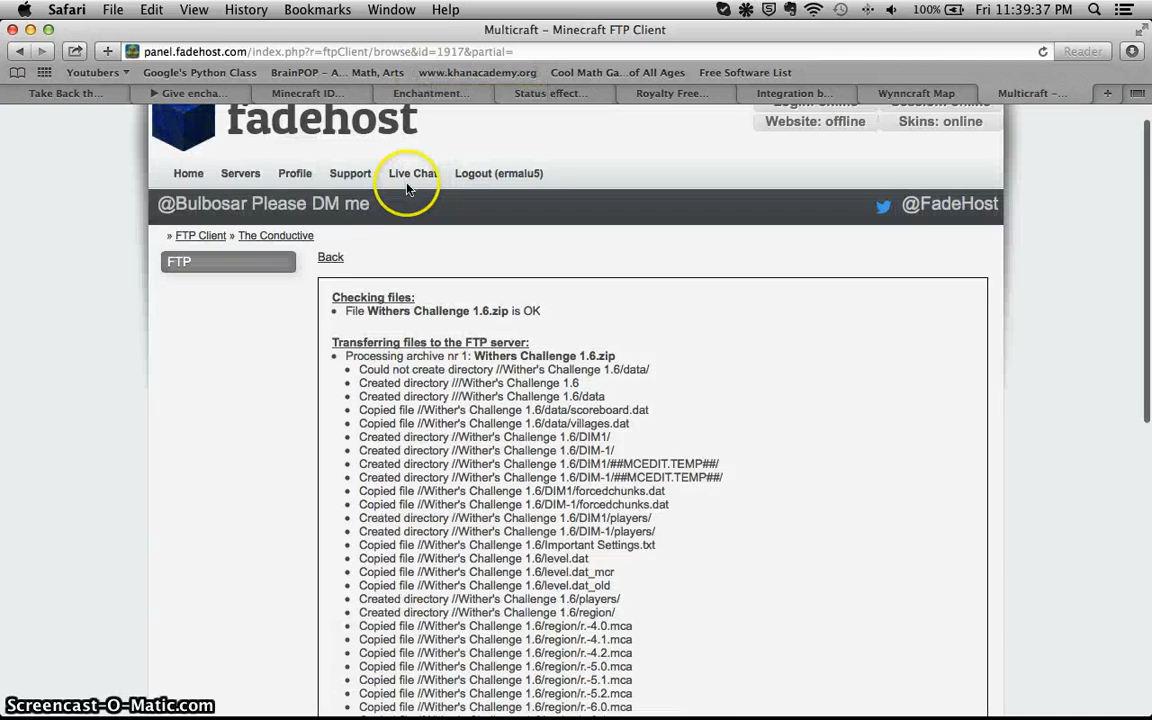 Safari File Edit View History Bookmarks Window Help 100% Fri 11:39:37 PM
Multicraft – Minecraft FTP Client
panel.fadehost.com/index.php?r=ftpClient/browse&id=1917&partial= Reader
Youtubers Google's Python Class BrainPOP – A... Math, Arts www.khanacademy.org Cool Math Ga...of All Ages Free Software List
Take Back th... Give encha... Minecraft ID... Enchantment... Status effect... Royalty Free... Integration b... Wynncraft Map Multicraft –...
fadehost
Website: offline Skins: online
Home Servers Profile Support Live Chat Logout (ermalu5)
@Bulbosar Please DM me @FadeHost
» FTP Client » The Conductive
FTP
Back
Checking files:
• File Withers Challenge 1.6.zip is OK
Transferring files to the FTP server:
• Processing archive nr 1: Withers Challenge 1.6.zip
• Could not create directory //Wither's Challenge 1.6/data/
• Created directory ///Wither's Challenge 1.6
• Created directory ///Wither's Challenge 1.6/data
• Copied file //Wither's Challenge 1.6/data/scoreboard.dat
• Copied file //Wither's Challenge 1.6/data/villages.dat
• Created directory //Wither's Challenge 1.6/DIM1/
• Created directory //Wither's Challenge 1.6/DIM-1/
• Created directory //Wither's Challenge 1.6/DIM1/##MCEDIT.TEMP##/
• Created directory //Wither's Challenge 1.6/DIM-1/##MCEDIT.TEMP##/
• Copied file //Wither's Challenge 1.6/DIM1/forcedchunks.dat
• Copied file //Wither's Challenge 1.6/DIM-1/forcedchunks.dat
• Created directory //Wither's Challenge 1.6/DIM1/players/
• Created directory //Wither's Challenge 1.6/DIM-1/players/
• Copied file //Wither's Challenge 1.6/Important Settings.txt
• Copied file //Wither's Challenge 1.6/level.dat
• Copied file //Wither's Challenge 1.6/level.dat_mcr
• Copied file //Wither's Challenge 1.6/level.dat_old
• Created directory //Wither's Challenge 1.6/players/
• Created directory //Wither's Challenge 1.6/region/
• Copied file //Wither's Challenge 1.6/region/r.-4.0.mca
• Copied file //Wither's Challenge 1.6/region/r.-4.1.mca
• Copied file //Wither's Challenge 1.6/region/r.-4.2.mca
• Copied file //Wither's Challenge 1.6/region/r.-5.0.mca
• Copied file //Wither's Challenge 1.6/region/r.-5.1.mca
• Copied file //Wither's Challenge 1.6/region/r.-5.2.mca
• Copied file //Wither's Challenge 1.6/region/r.-6.0.mca
Screencast-O-Matic.com